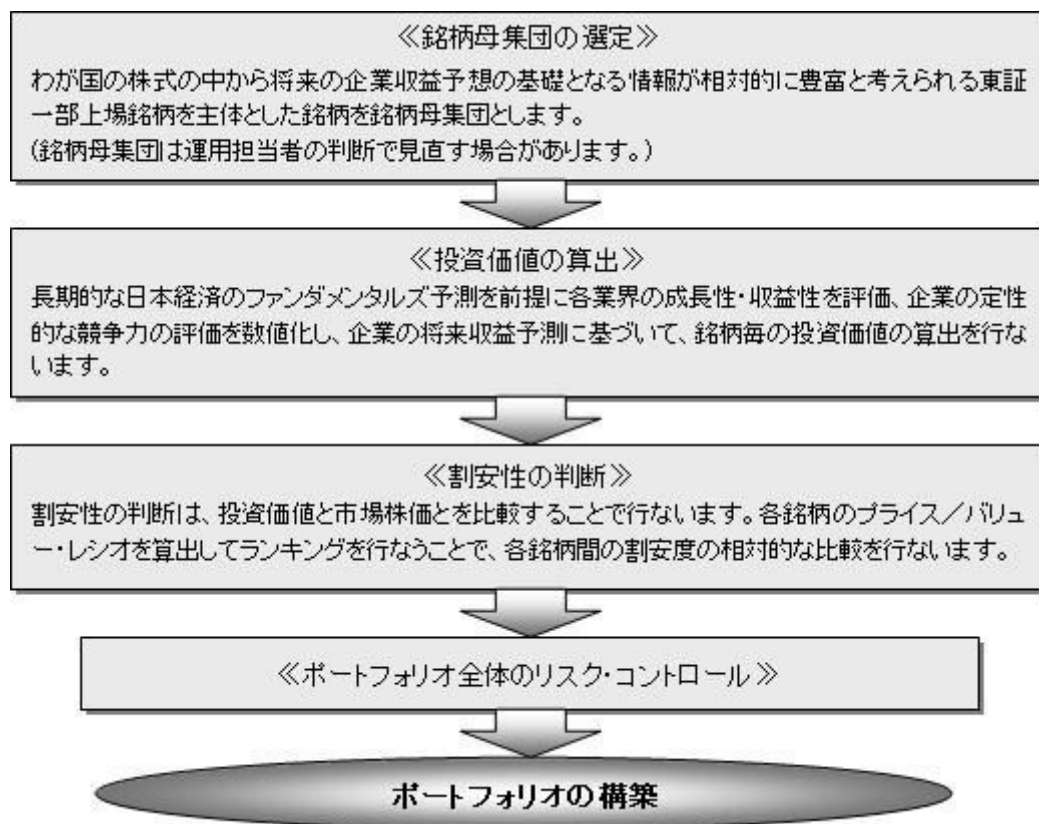 ≪銘柄母集団の選定≫
わが国の株式の中から将来の企業収益予想の基礎となる情報が相対的に豊富と考えられる東証
一部上場銘柄を主体とした銘柄を銘柄母集団とします。
(銘柄母集団は運用担当者の判断で見直す場合があります。)
≪投資価値の算出≫
長期的な日本経済のファンダメンタルズ予測を前提に各業界の成長性・収益性を評価、企業の定性
的な競争力の評価を数値化し、企業の将来収益予測に基づいて、銘柄毎の投資価値の算出を行な
います。
≪割安性の判断≫
割安性の判断は、投資価値と市場株価とを比較することで行ないます。各銘柄のプライス/バリュ
ー・レシオを算出してランキングを行なうことで、各銘柄間の割安度の相対的な比較を行ないます。
≪ポートフォリオ全体のリスク・コントロール≫
ポートフォリオの構築